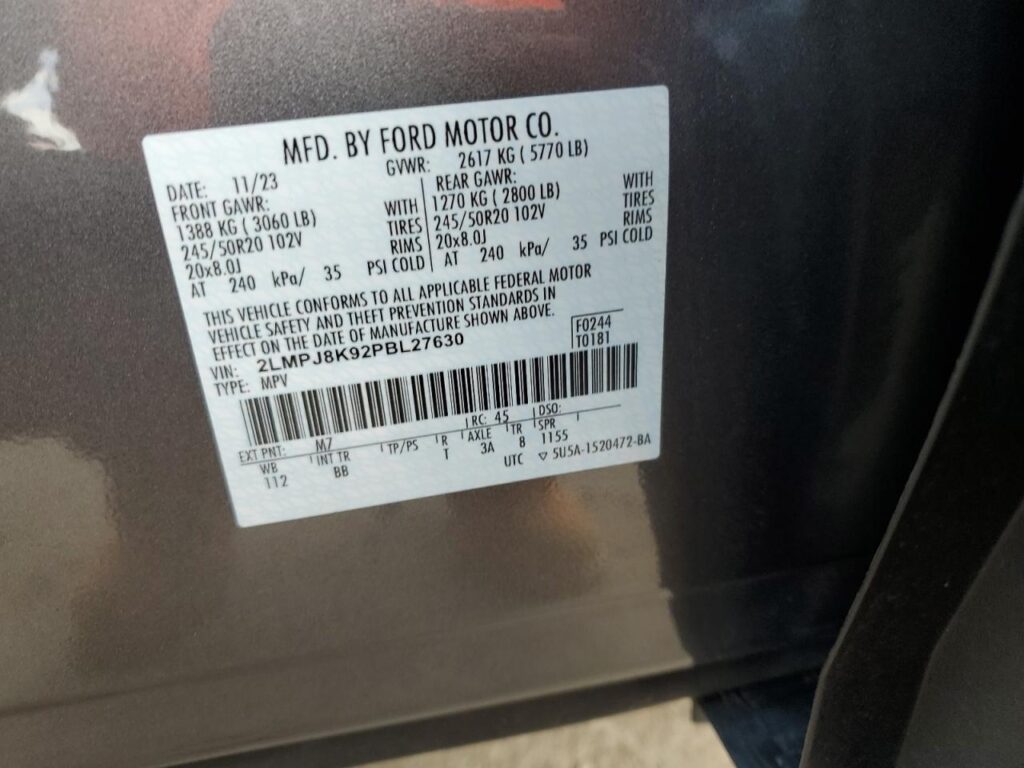 MFD. BY FORD MOTOR CO.
DATE: 11/23 GVWR: 2617 KG ( 5770 LB)
FRONT GAWR: REAR GAWR:
1388 KG ( 3060 LB) WITH 1270 KG ( 2800 LB) WITH
245/50R20 102V TIRES 245/50R20 102V TIRES
20x8.0J RIMS 20x8.0J RIMS
AT 240 kPa/ 35 PSI COLD AT 240 kPa/ 35 PSI COLD
THIS VEHICLE CONFORMS TO ALL APPLICABLE FEDERAL MOTOR
VEHICLE SAFETY AND THEFT PREVENTION STANDARDS IN
EFFECT ON THE DATE OF MANUFACTURE SHOWN ABOVE.
VIN: 2LMPJ8K92PBL27630 F0244
TYPE: MPV T0181
EXT PNT: M7 RC: 45 DSO:
WB INT TR TP/PS R AXLE TR SPR
112 BB T 3A 8 1155
UTC ▽ 5U5A-1520472-BA